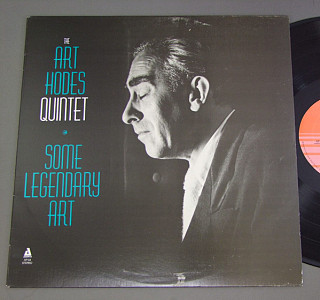 THE
ART
HODES
QUINTET
SOME
LEGENDARY
ART